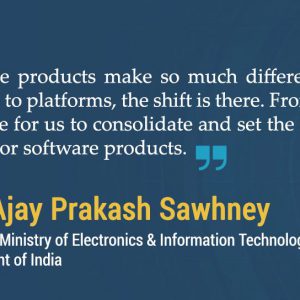 e products make so much differe
to platforms, the shift is there. Fro
e for us to consolidate and set the
or software products.
Ajay Prakash Sawhney
Ministry of Electronics & Information Technolog
nt of India